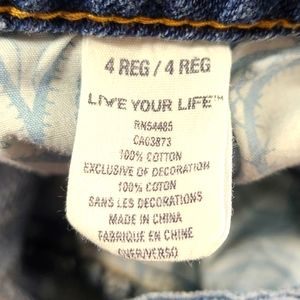 4 REG / 4 REG
LIVE YOUR LIFE™
RN54485
CA03873
100% COTTON
EXCLUSIVE OF DECORATION
100% COTON
SANS LES DECORATIONS
MADE IN CHINA
FABRIQUE EN CHINE
OVER/VERSO